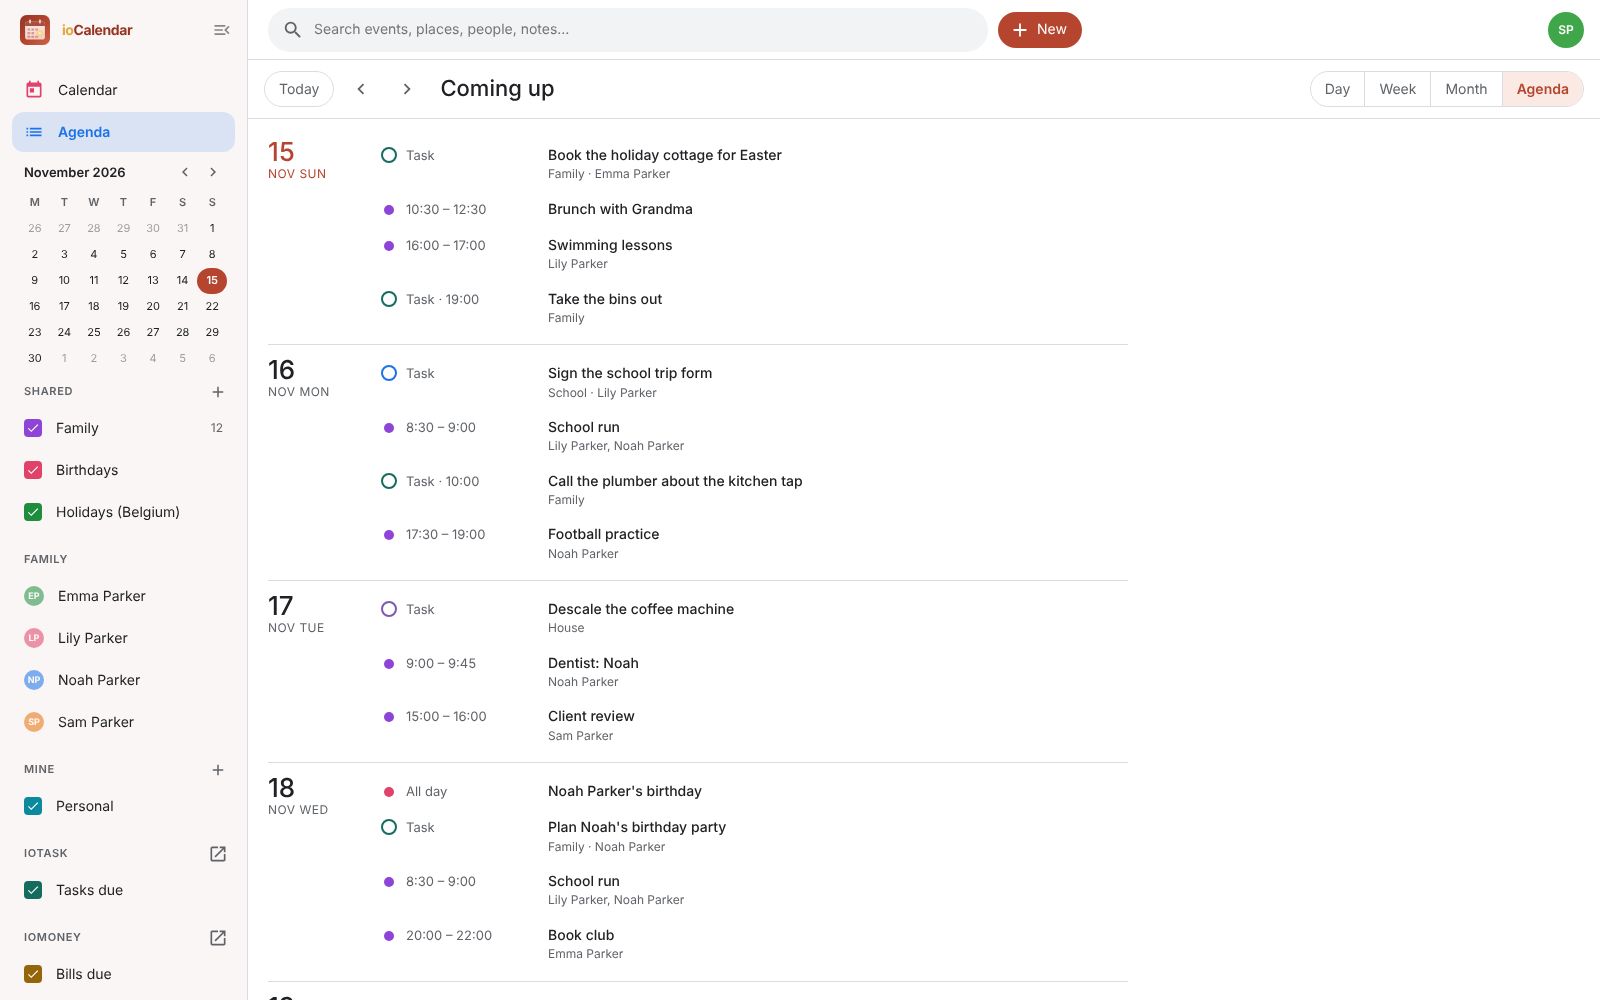 ioCalendar
Search events, places, people, notes...
New
SP
Calendar
Agenda
November 2026
M T W T F S S
26 27 28 29 30 31 1
2 3 4 5 6 7 8
9 10 11 12 13 14 15
16 17 18 19 20 21 22
23 24 25 26 27 28 29
30 1 2 3 4 5 6
SHARED
Family 12
Birthdays
Holidays (Belgium)
FAMILY
EP Emma Parker
LP Lily Parker
NP Noah Parker
SP Sam Parker
MINE
Personal
IOTASK
Tasks due
IOMONEY
Bills due
Today
Coming up
Day Week Month Agenda
15
NOV SUN
Task Book the holiday cottage for Easter
Family · Emma Parker
10:30 – 12:30 Brunch with Grandma
16:00 – 17:00 Swimming lessons
Lily Parker
Task · 19:00 Take the bins out
Family
16
NOV MON
Task Sign the school trip form
School · Lily Parker
8:30 – 9:00 School run
Lily Parker, Noah Parker
Task · 10:00 Call the plumber about the kitchen tap
Family
17:30 – 19:00 Football practice
Noah Parker
17
NOV TUE
Task Descale the coffee machine
House
9:00 – 9:45 Dentist: Noah
Noah Parker
15:00 – 16:00 Client review
Sam Parker
18
NOV WED
All day Noah Parker's birthday
Task Plan Noah's birthday party
Family · Noah Parker
8:30 – 9:00 School run
Lily Parker, Noah Parker
20:00 – 22:00 Book club
Emma Parker